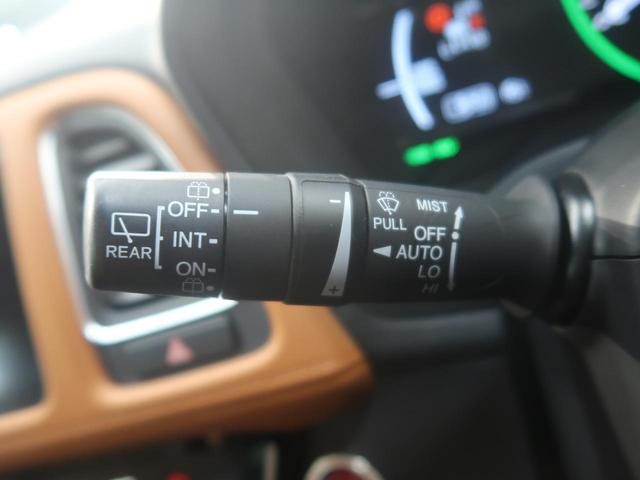 REAR
OFF
INT
ON
PULL
MIST
OFF
AUTO
LO
HI